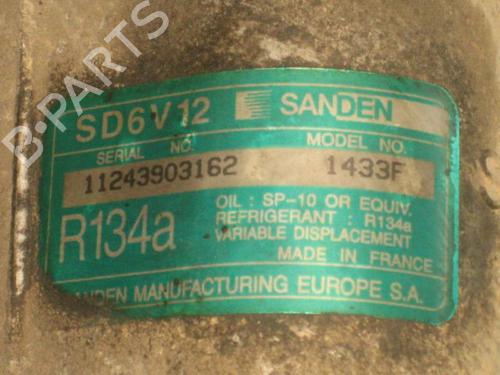 B-PARTS
SD6V12 SANDEN
SERIAL NO. MODEL NO.
11243903162 1433F
R134a
OIL : SP-10 OR EQUIV.
REFRIGERANT : R134a
VARIABLE DISPLACEMENT
MADE IN FRANCE
SANDEN MANUFACTURING EUROPE S.A.